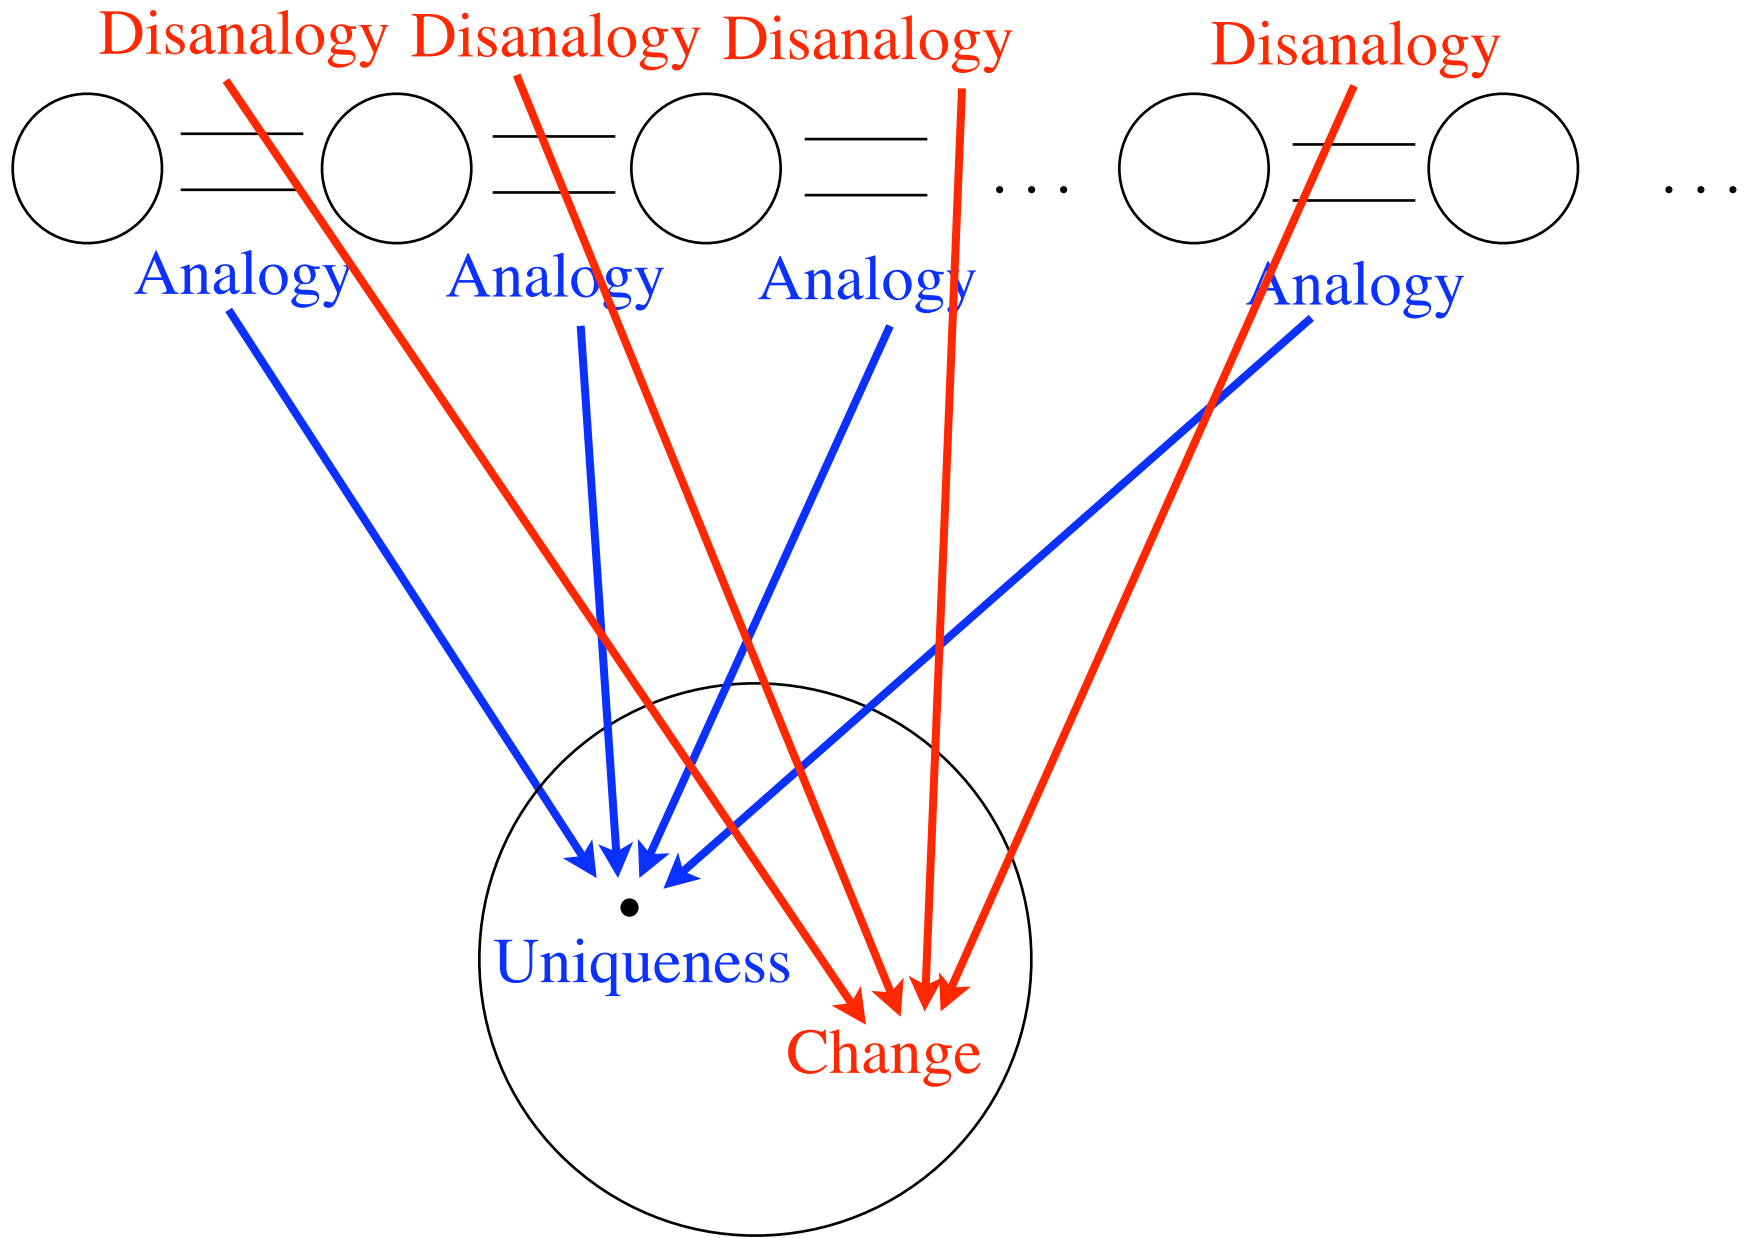 Disanalogy Disanalogy Disanalogy Disanalogy
. . . . . .
Analogy Analogy Analogy Analogy
Uniqueness
Change